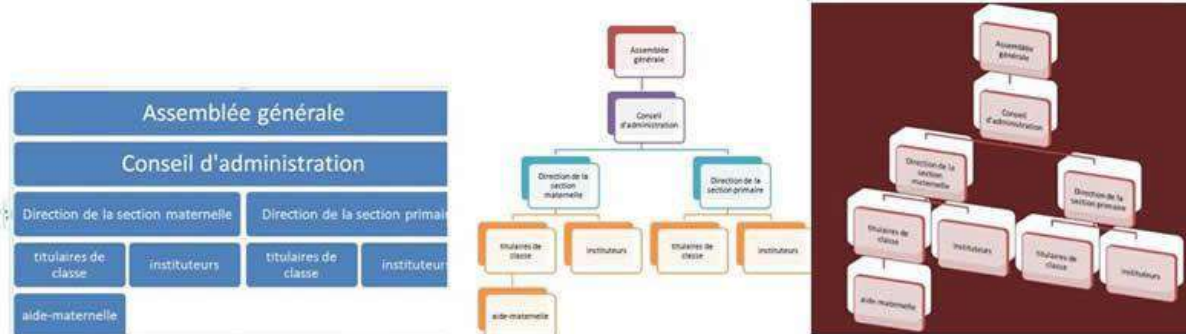 Assemblée générale
Conseil d'administration
Direction de la section maternelle
Direction de la section primair
titulaires de
classe
instituteurs
titulaires de
classe
instituteurs
aide-maternelle
Assemblée
générale
Conseil
d'administration
Direction de la
section
maternelle
Direction de la
section primaire
titulaires de
classe
instituteurs
titulaires de
classe
instituteurs
aide-maternelle
Assemblée
générale
Conseil
d'administration
Direction de la
section
maternelle
Direction de la
section primaire
titulaires de
classe
instituteurs
titulaires de
classe
instituteurs
aide-maternelle